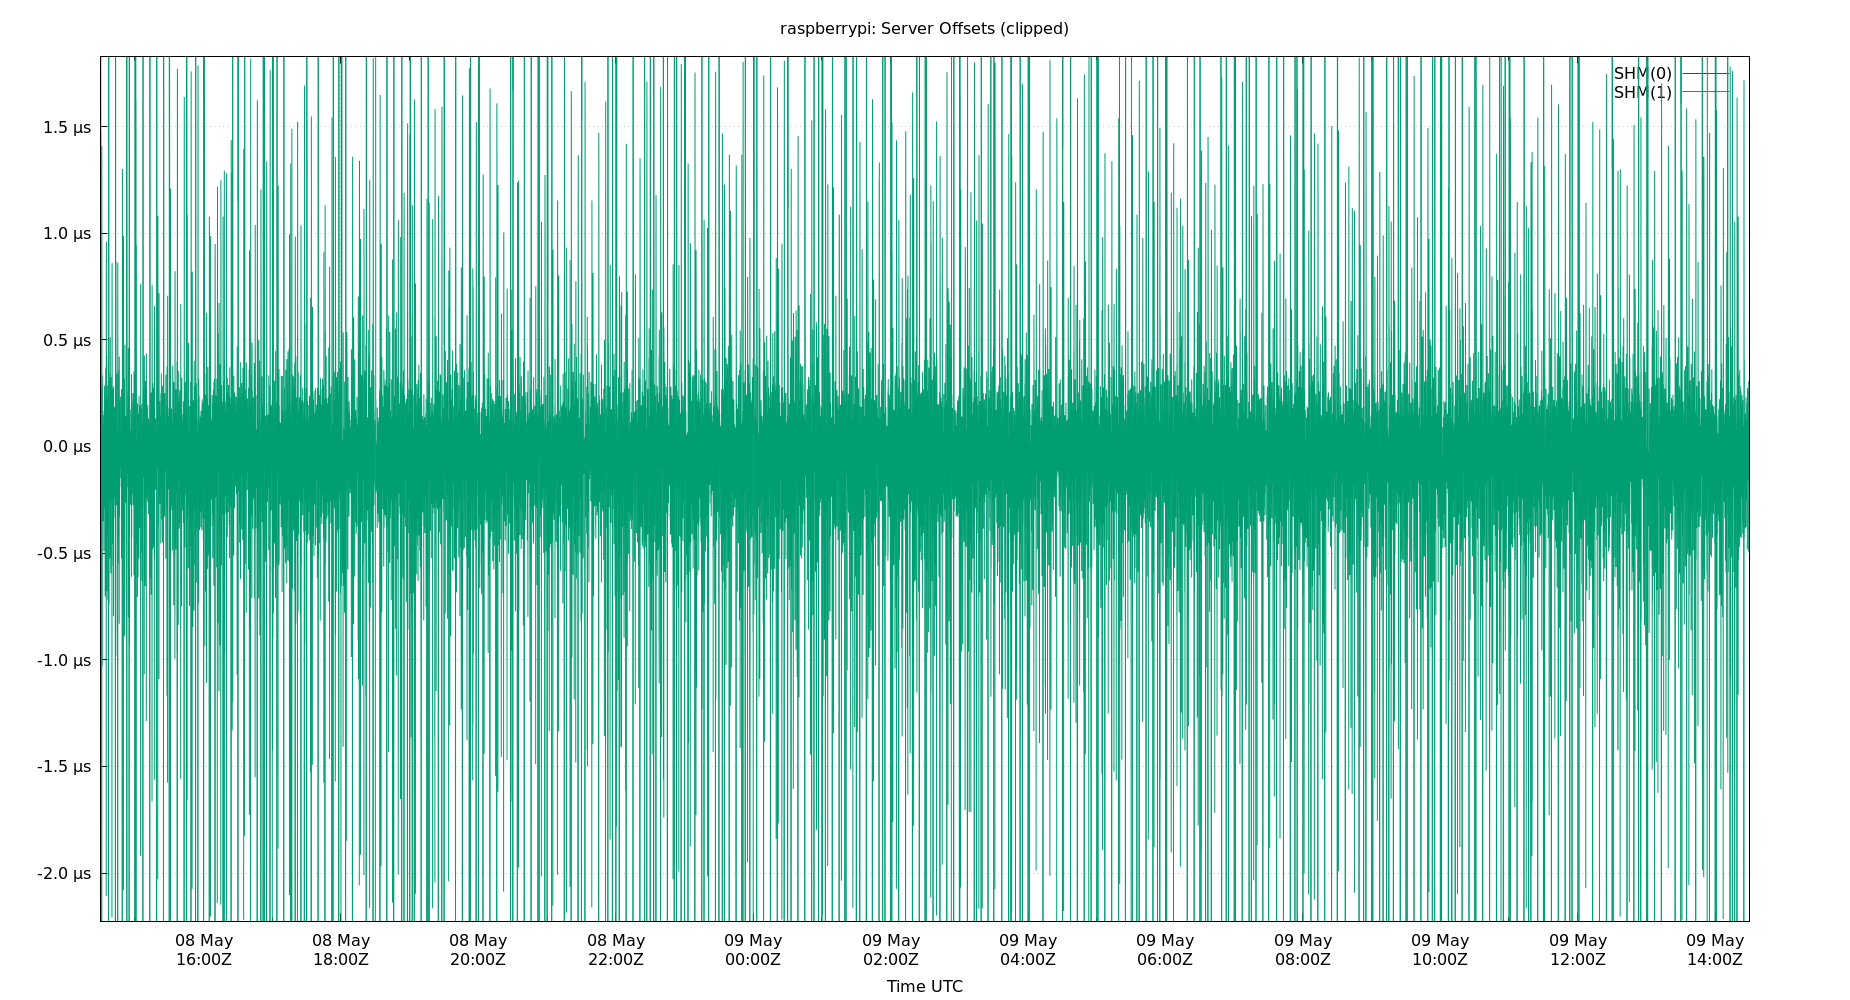 raspberrypi: Server Offsets (clipped)
SHM(0)
SHM(1)
1.5 µs
1.0 µs
0.5 µs
0.0 µs
-0.5 µs
-1.0 µs
-1.5 µs
-2.0 µs
08 May 08 May 08 May 08 May 09 May 09 May 09 May 09 May 09 May 09 May 09 May 09 May
16:00Z 18:00Z 20:00Z 22:00Z 00:00Z 02:00Z 04:00Z 06:00Z 08:00Z 10:00Z 12:00Z 14:00Z
Time UTC